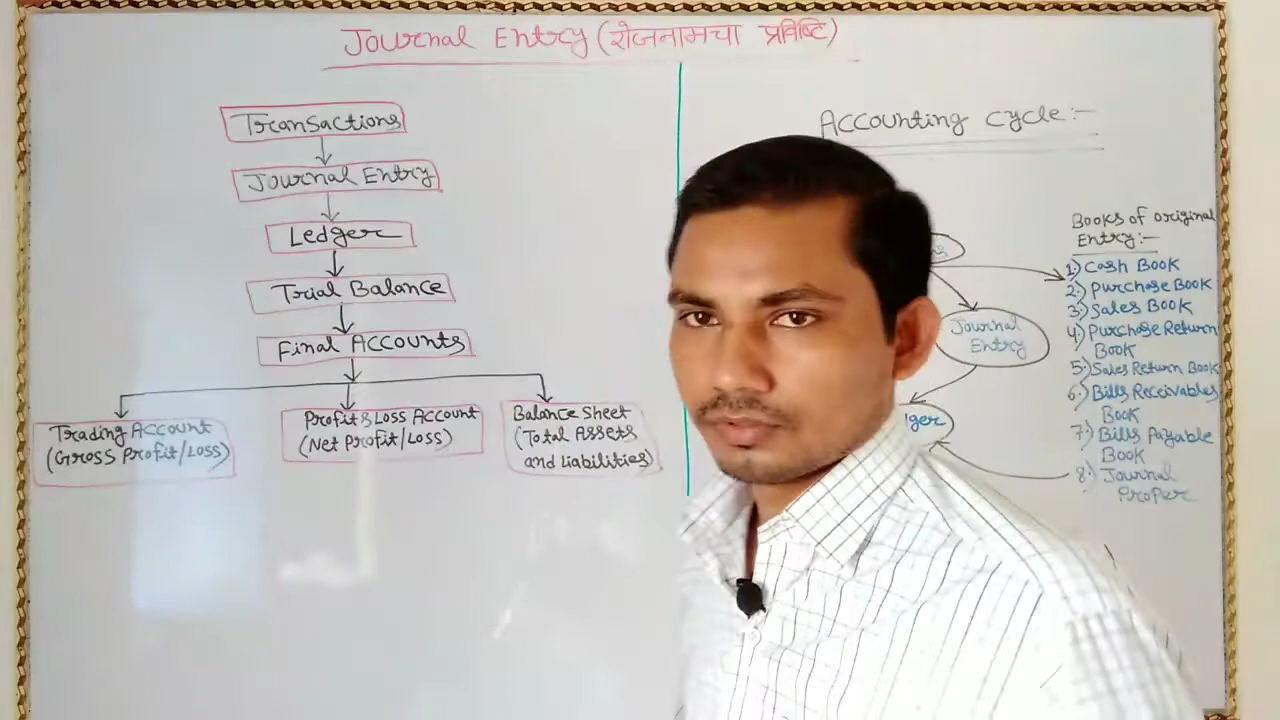 Journal Entry (रोजनामचा प्रविष्टि)
Transactions
Journal Entry
Ledger
Trial Balance
Final Accounts
Trading Account
(Gross Profit/Loss)
Profit & Loss Account
(Net Profit/Loss)
Balance Sheet
(Total Assets
and Liabilities)
Accounting cycle:-
Journal
Entry
Books of original
Entry:-
1.) Cash Book
2.) Purchase Book
3.) Sales Book
4.) Purchase Return
Book
5.) Sales Return Book
6.) Bills Receivables
Book
7.) Bills Payable
Book
8.) Journal
Proper